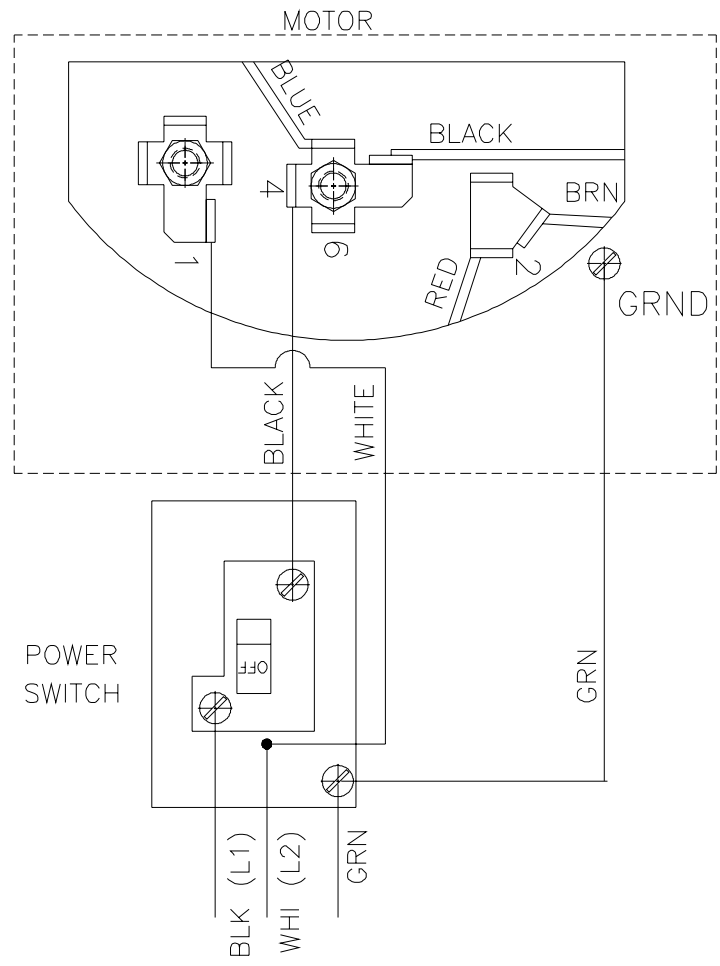 MOTOR
BLUE
BLACK
BRN
4
6
1
2
RED
GRND
BLACK
WHITE
POWER
SWITCH
OFF
GRN
BLK (L1)
WHI (L2)
GRN